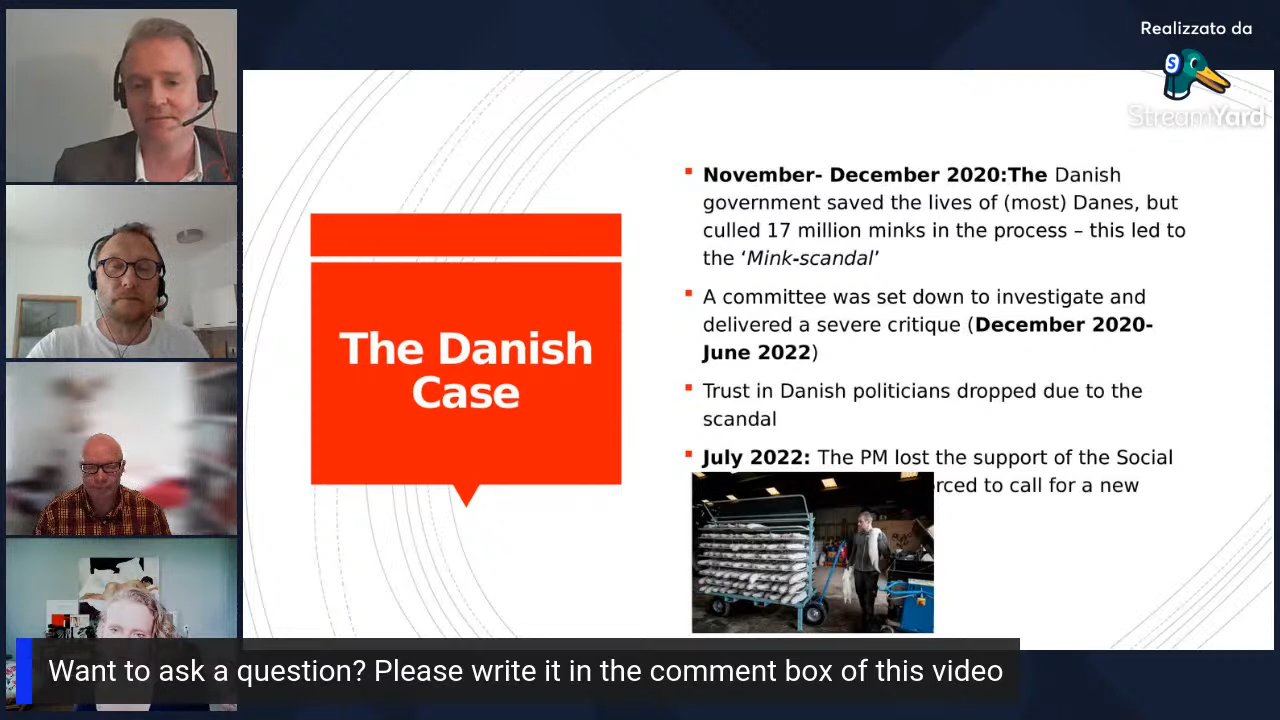 Realizzato da
StreamYard
The Danish
Case
November- December 2020:The Danish
government saved the lives of (most) Danes, but
culled 17 million minks in the process – this led to
the ‘Mink-scandal’
A committee was set down to investigate and
delivered a severe critique (December 2020-
June 2022)
Trust in Danish politicians dropped due to the
scandal
July 2022: The PM lost the support of the Social
rced to call for a new
Want to ask a question? Please write it in the comment box of this video